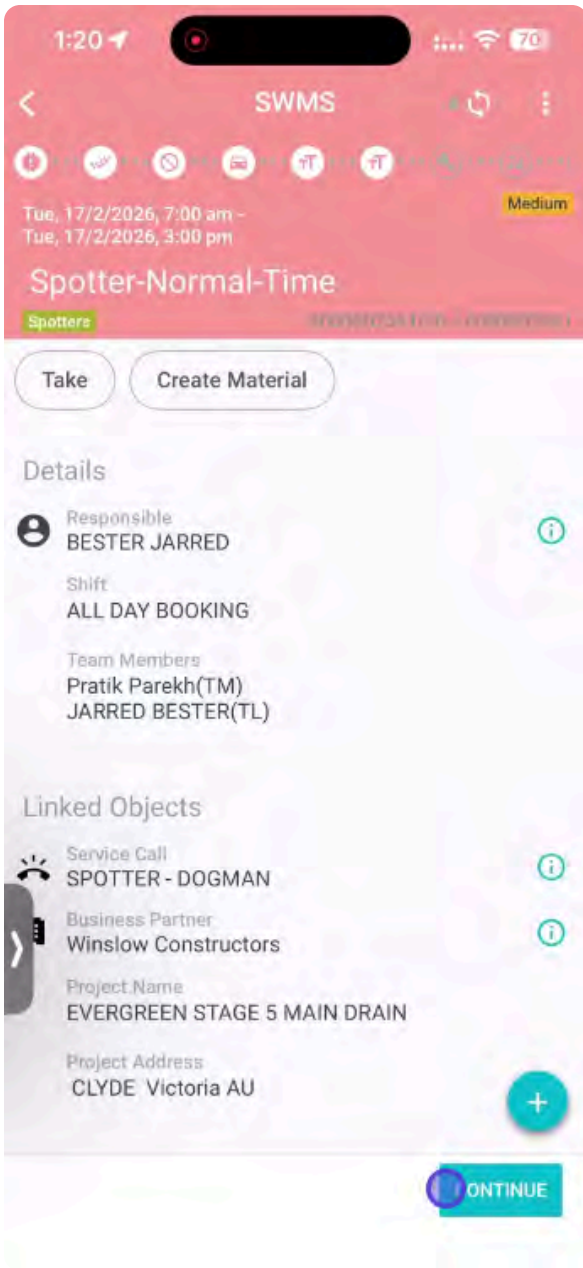 1:20
70
SWMS
Medium
Tue, 17/2/2026, 7:00 am -
Tue, 17/2/2026, 3:00 pm
Spotter-Normal-Time
Spotters
Take
Create Material
Details
Responsible
BESTER JARRED
Shift
ALL DAY BOOKING
Team Members
Pratik Parekh(TM)
JARRED BESTER(TL)
Linked Objects
Service Call
SPOTTER - DOGMAN
Business Partner
Winslow Constructors
Project Name
EVERGREEN STAGE 5 MAIN DRAIN
Project Address
CLYDE Victoria AU
+
ONTINUE